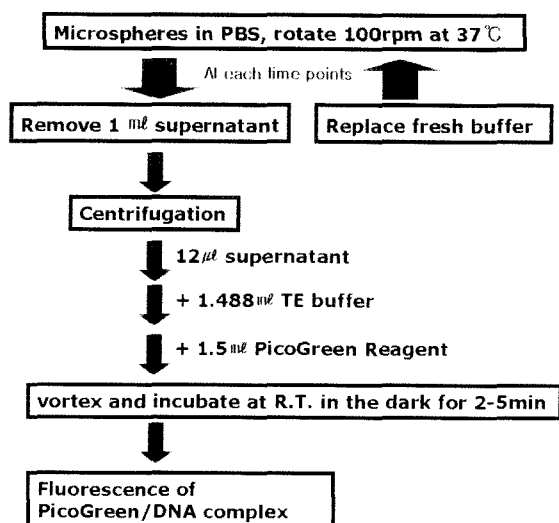 Microspheres in PBS, rotate 100rpm at 37℃
At each time points
Remove 1 ㎖ supernatant
Replace fresh buffer
Centrifugation
12㎕ supernatant
+ 1.488㎖ TE buffer
+ 1.5㎖ PicoGreen Reagent
vortex and incubate at R.T. in the dark for 2-5min
Fluorescence of
PicoGreen/DNA complex